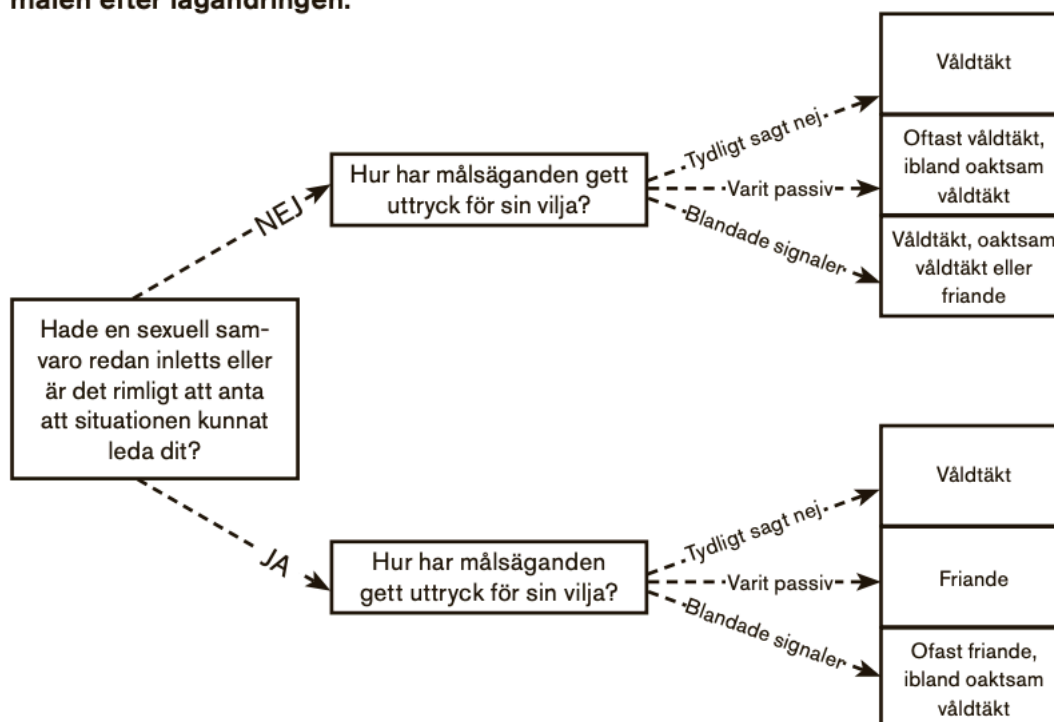 målen efter lagändringen.
Våldtäkt
Tydligt sagt nej
Oftast våldtäkt,
ibland oaktsam
våldtäkt
Hur har målsäganden gett
uttryck för sin vilja?
Varit passiv
NEJ
Blandade signaler
Våldtäkt, oaktsam
våldtäkt eller
friande
Hade en sexuell sam-
varo redan inletts eller
är det rimligt att anta
att situationen kunnat
leda dit?
Våldtäkt
Tydligt sagt nej
JA
Hur har målsäganden
gett uttryck för sin vilja?
Varit passiv
Friande
Blandade signaler
Ofast friande,
ibland oaktsam
våldtäkt